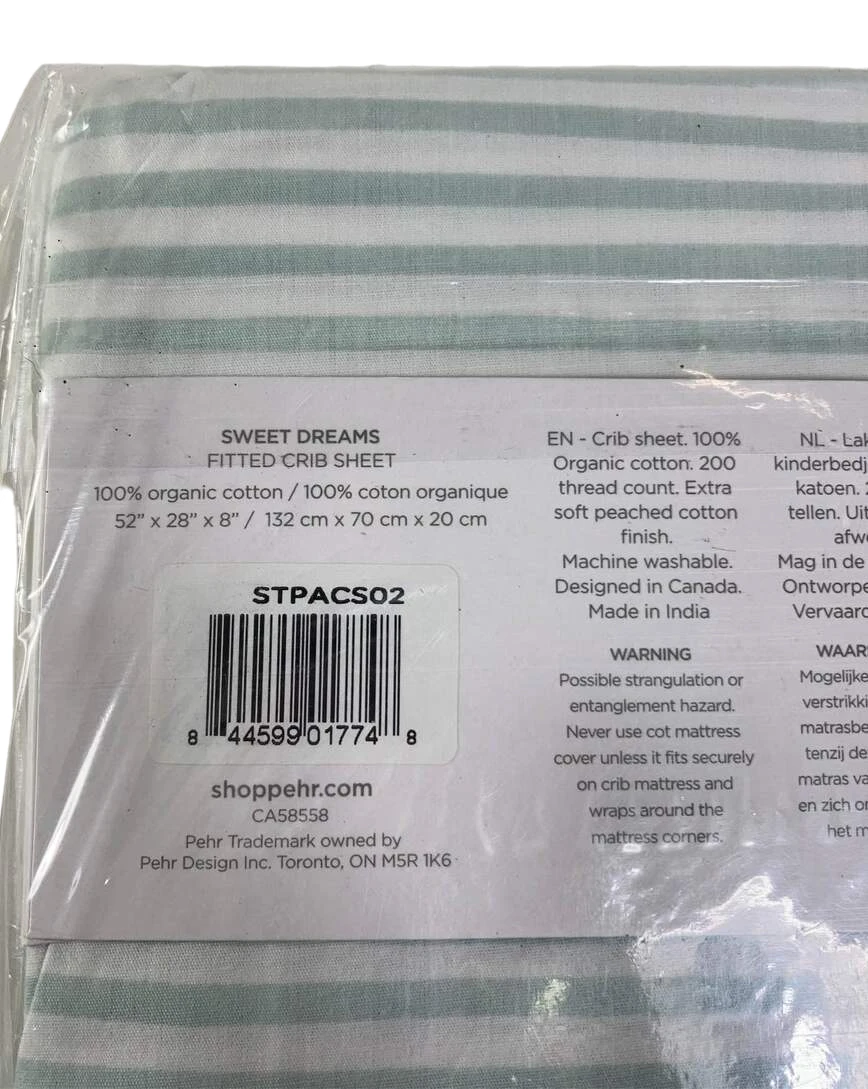 SWEET DREAMS
FITTED CRIB SHEET
100% organic cotton / 100% coton organique
52” x 28” x 8” / 132 cm x 70 cm x 20 cm
STPACS02
8 44599 01774 8
shoppehr.com
CA58558
Pehr Trademark owned by
Pehr Design Inc. Toronto, ON M5R 1K6
EN - Crib sheet. 100%
Organic cotton. 200
thread count. Extra
soft peached cotton
finish.
Machine washable.
Designed in Canada.
Made in India
WARNING
Possible strangulation or
entanglement hazard.
Never use cot mattress
cover unless it fits securely
on crib mattress and
wraps around the
mattress corners.
NL - Lak
kinderbedj
katoen.
tellen. Uit
afw
Mag in de
Ontworpe
Vervaard
WAAR
Mogelijke
verstrikki
matrasbe
tenzij de
matras va
en zich o
het m